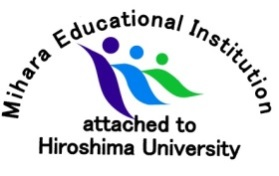 Mihara Educational Institution
attached to
Hiroshima University